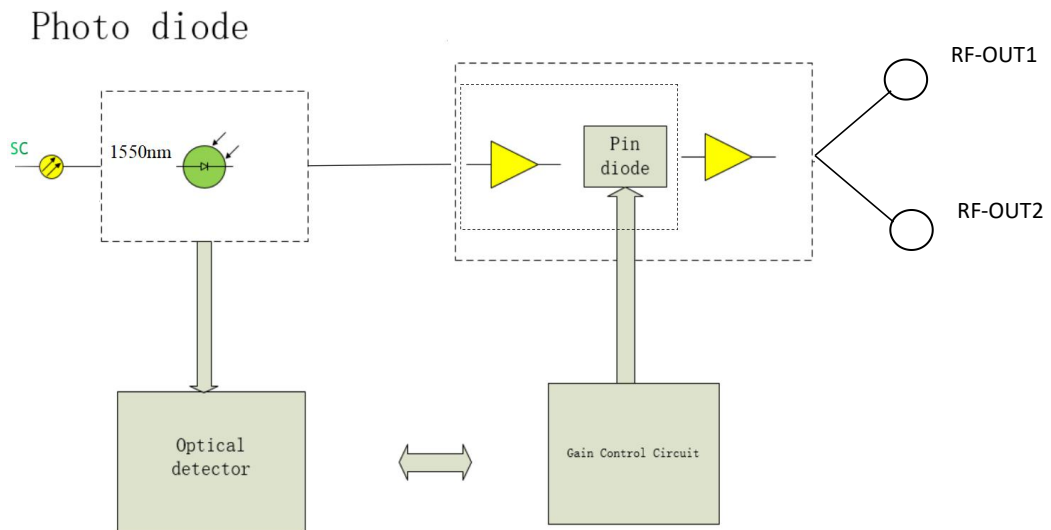 Photo diode
RF-OUT1
SC
1550nm
Pin
diode
RF-OUT2
Optical
detector
Gain Control Circuit